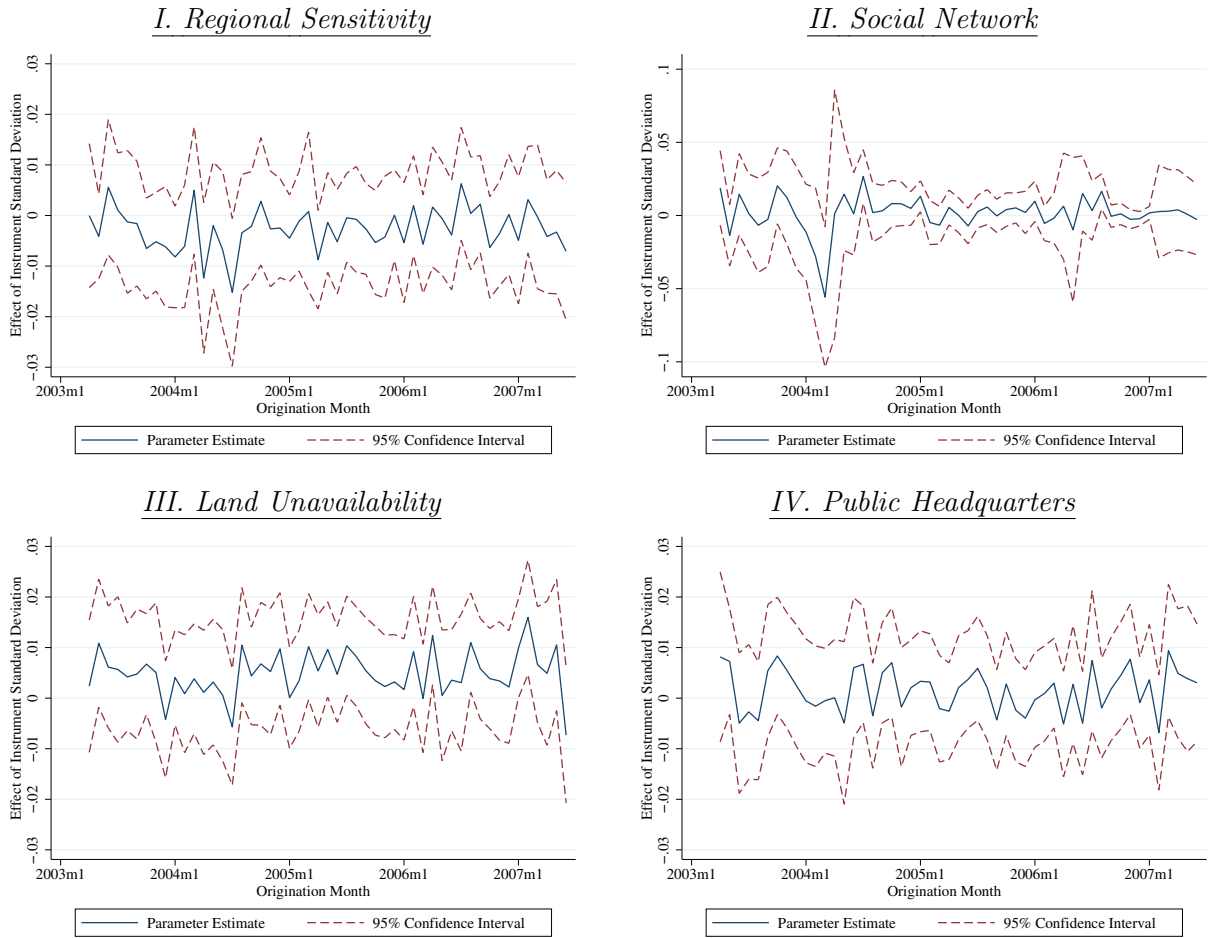 I. Regional Sensitivity
Effect of Instrument Standard Deviation
.03
.02
.01
0
-.01
-.02
-.03
2003m1 2004m1 2005m1 2006m1 2007m1
Origination Month
Parameter Estimate 95% Confidence Interval
II. Social Network
Effect of Instrument Standard Deviation
.1
.05
0
-.05
-.1
2003m1 2004m1 2005m1 2006m1 2007m1
Origination Month
Parameter Estimate 95% Confidence Interval
III. Land Unavailability
Effect of Instrument Standard Deviation
.03
.02
.01
0
-.01
-.02
-.03
2003m1 2004m1 2005m1 2006m1 2007m1
Origination Month
Parameter Estimate 95% Confidence Interval
IV. Public Headquarters
Effect of Instrument Standard Deviation
.03
.02
.01
0
-.01
-.02
-.03
2003m1 2004m1 2005m1 2006m1 2007m1
Origination Month
Parameter Estimate 95% Confidence Interval